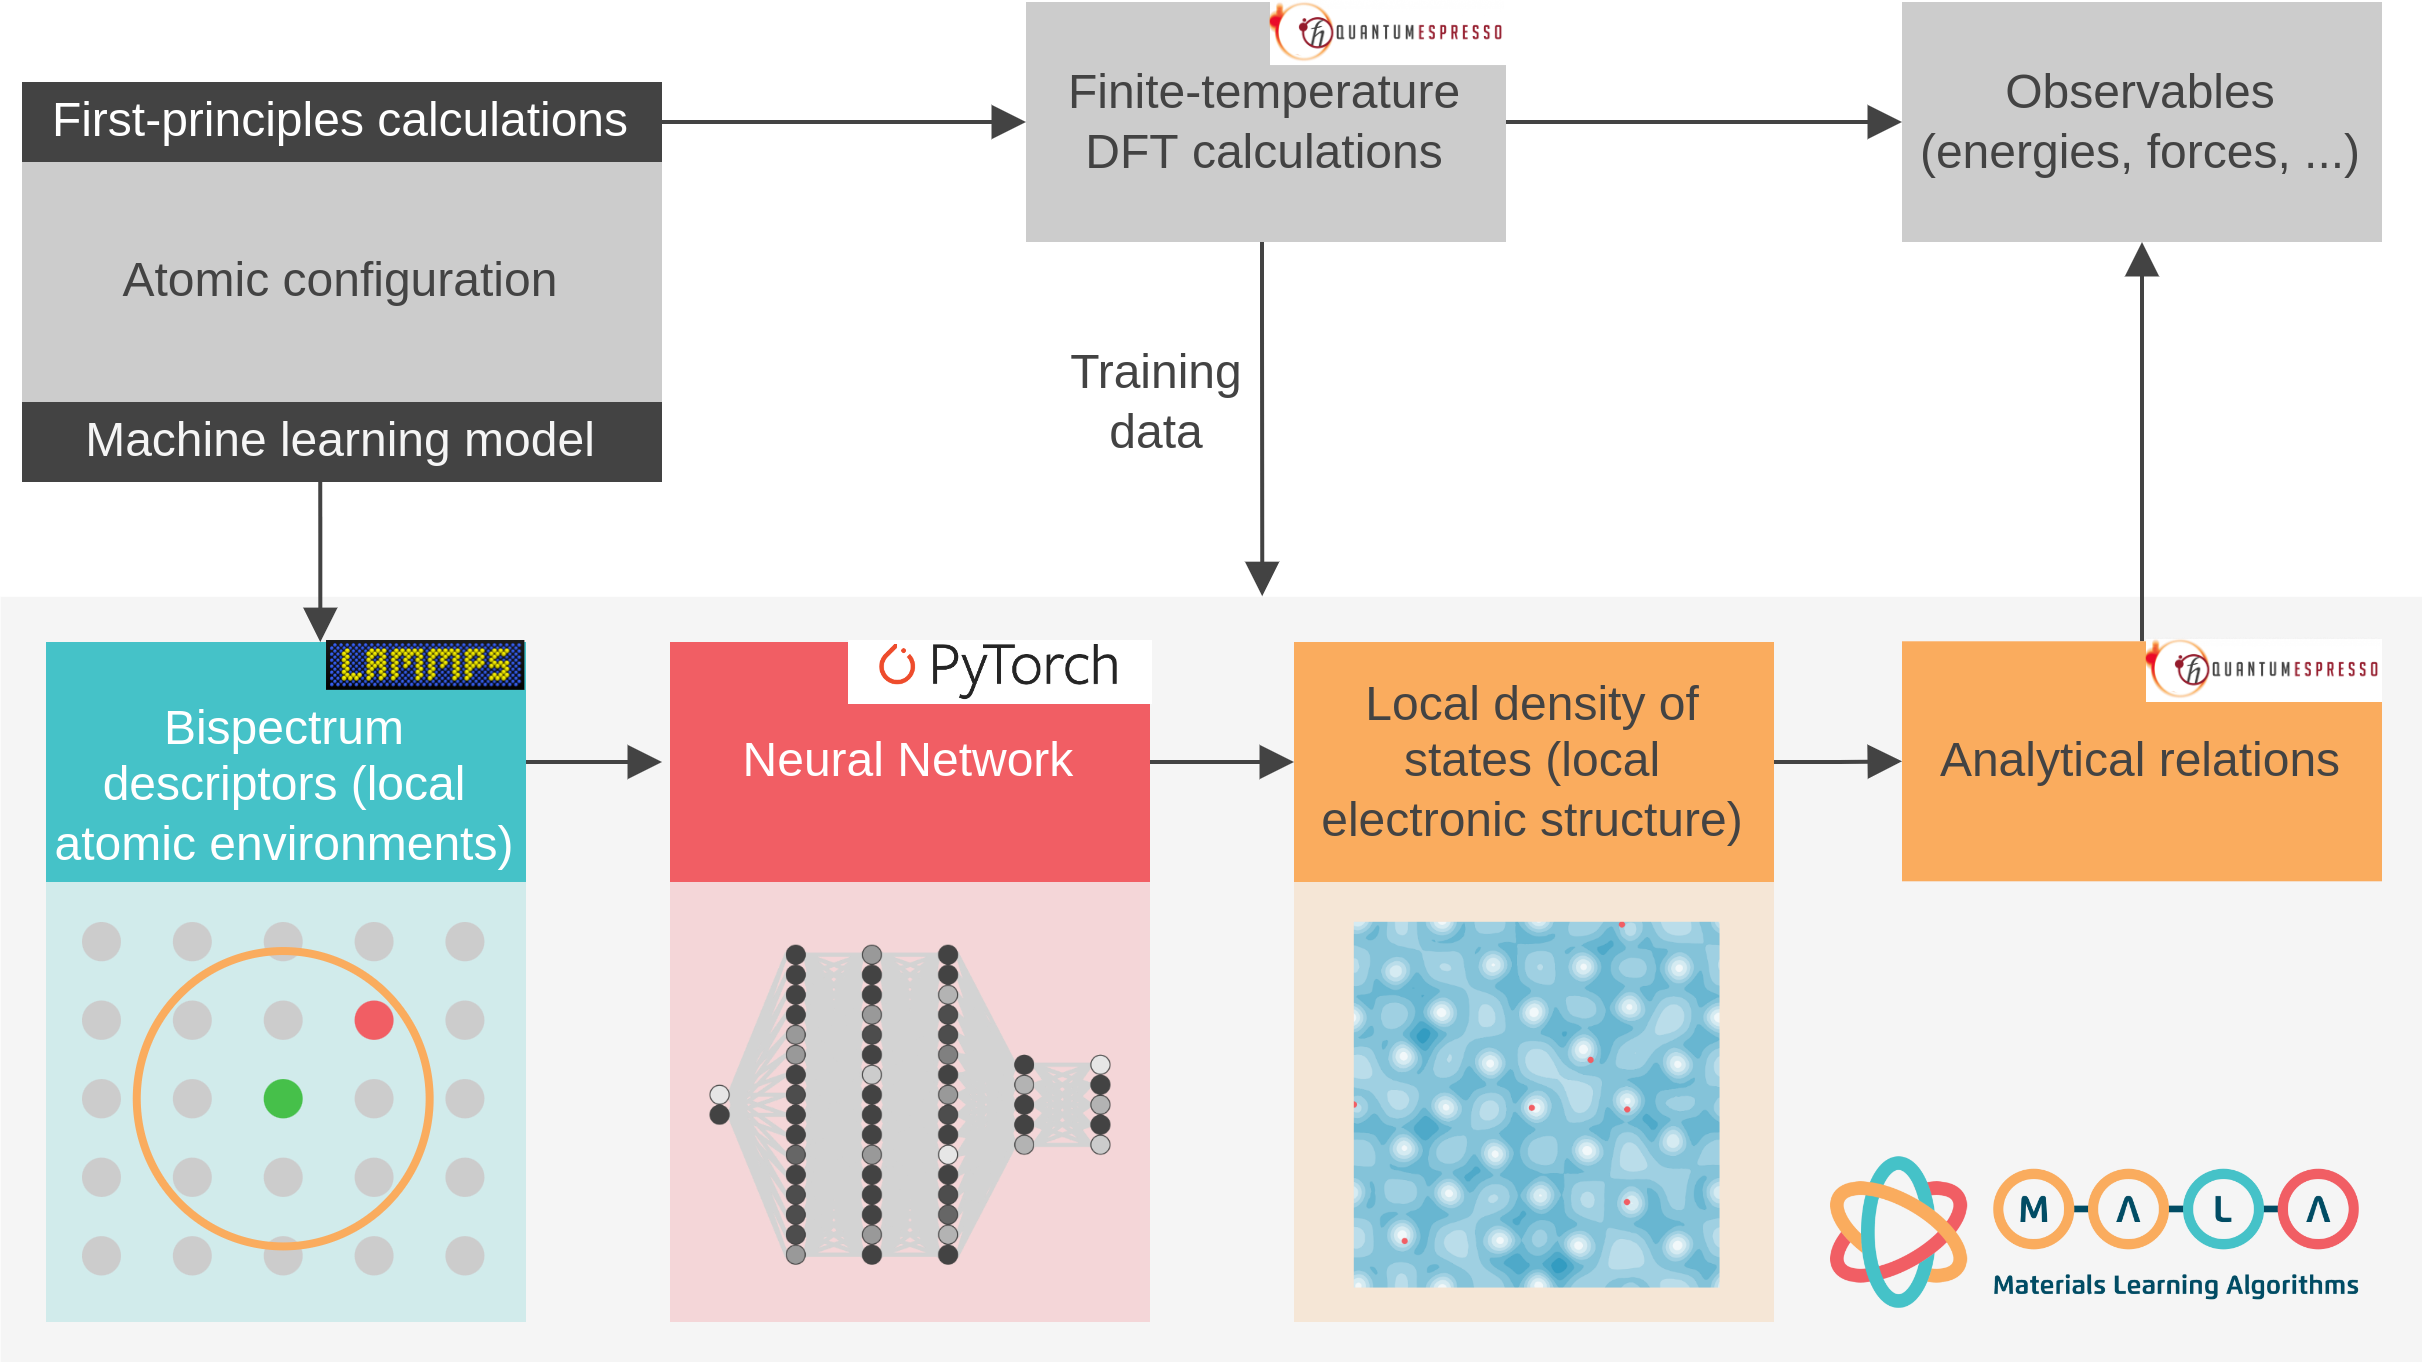 QUANTUMESPRESSO
First-principles calculations
Finite-temperature
DFT calculations
Observables
(energies, forces, ...)
Atomic configuration
Machine learning model
Training
data
LAMMPS
Bispectrum
descriptors (local
atomic environments)
PyTorch
Neural Network
Local density of
states (local
electronic structure)
QUANTUMESPRESSO
Analytical relations
MALA
Materials Learning Algorithms